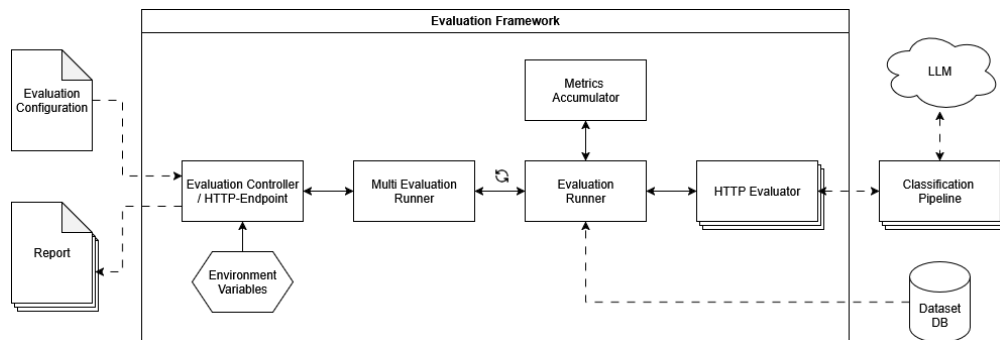 Evaluation Framework
Evaluation
Configuration
LLM
Metrics
Accumulator
Evaluation Controller
/ HTTP-Endpoint
Multi Evaluation
Runner
Evaluation
Runner
HTTP Evaluator
Classification
Pipeline
Report
Environment
Variables
Dataset
DB